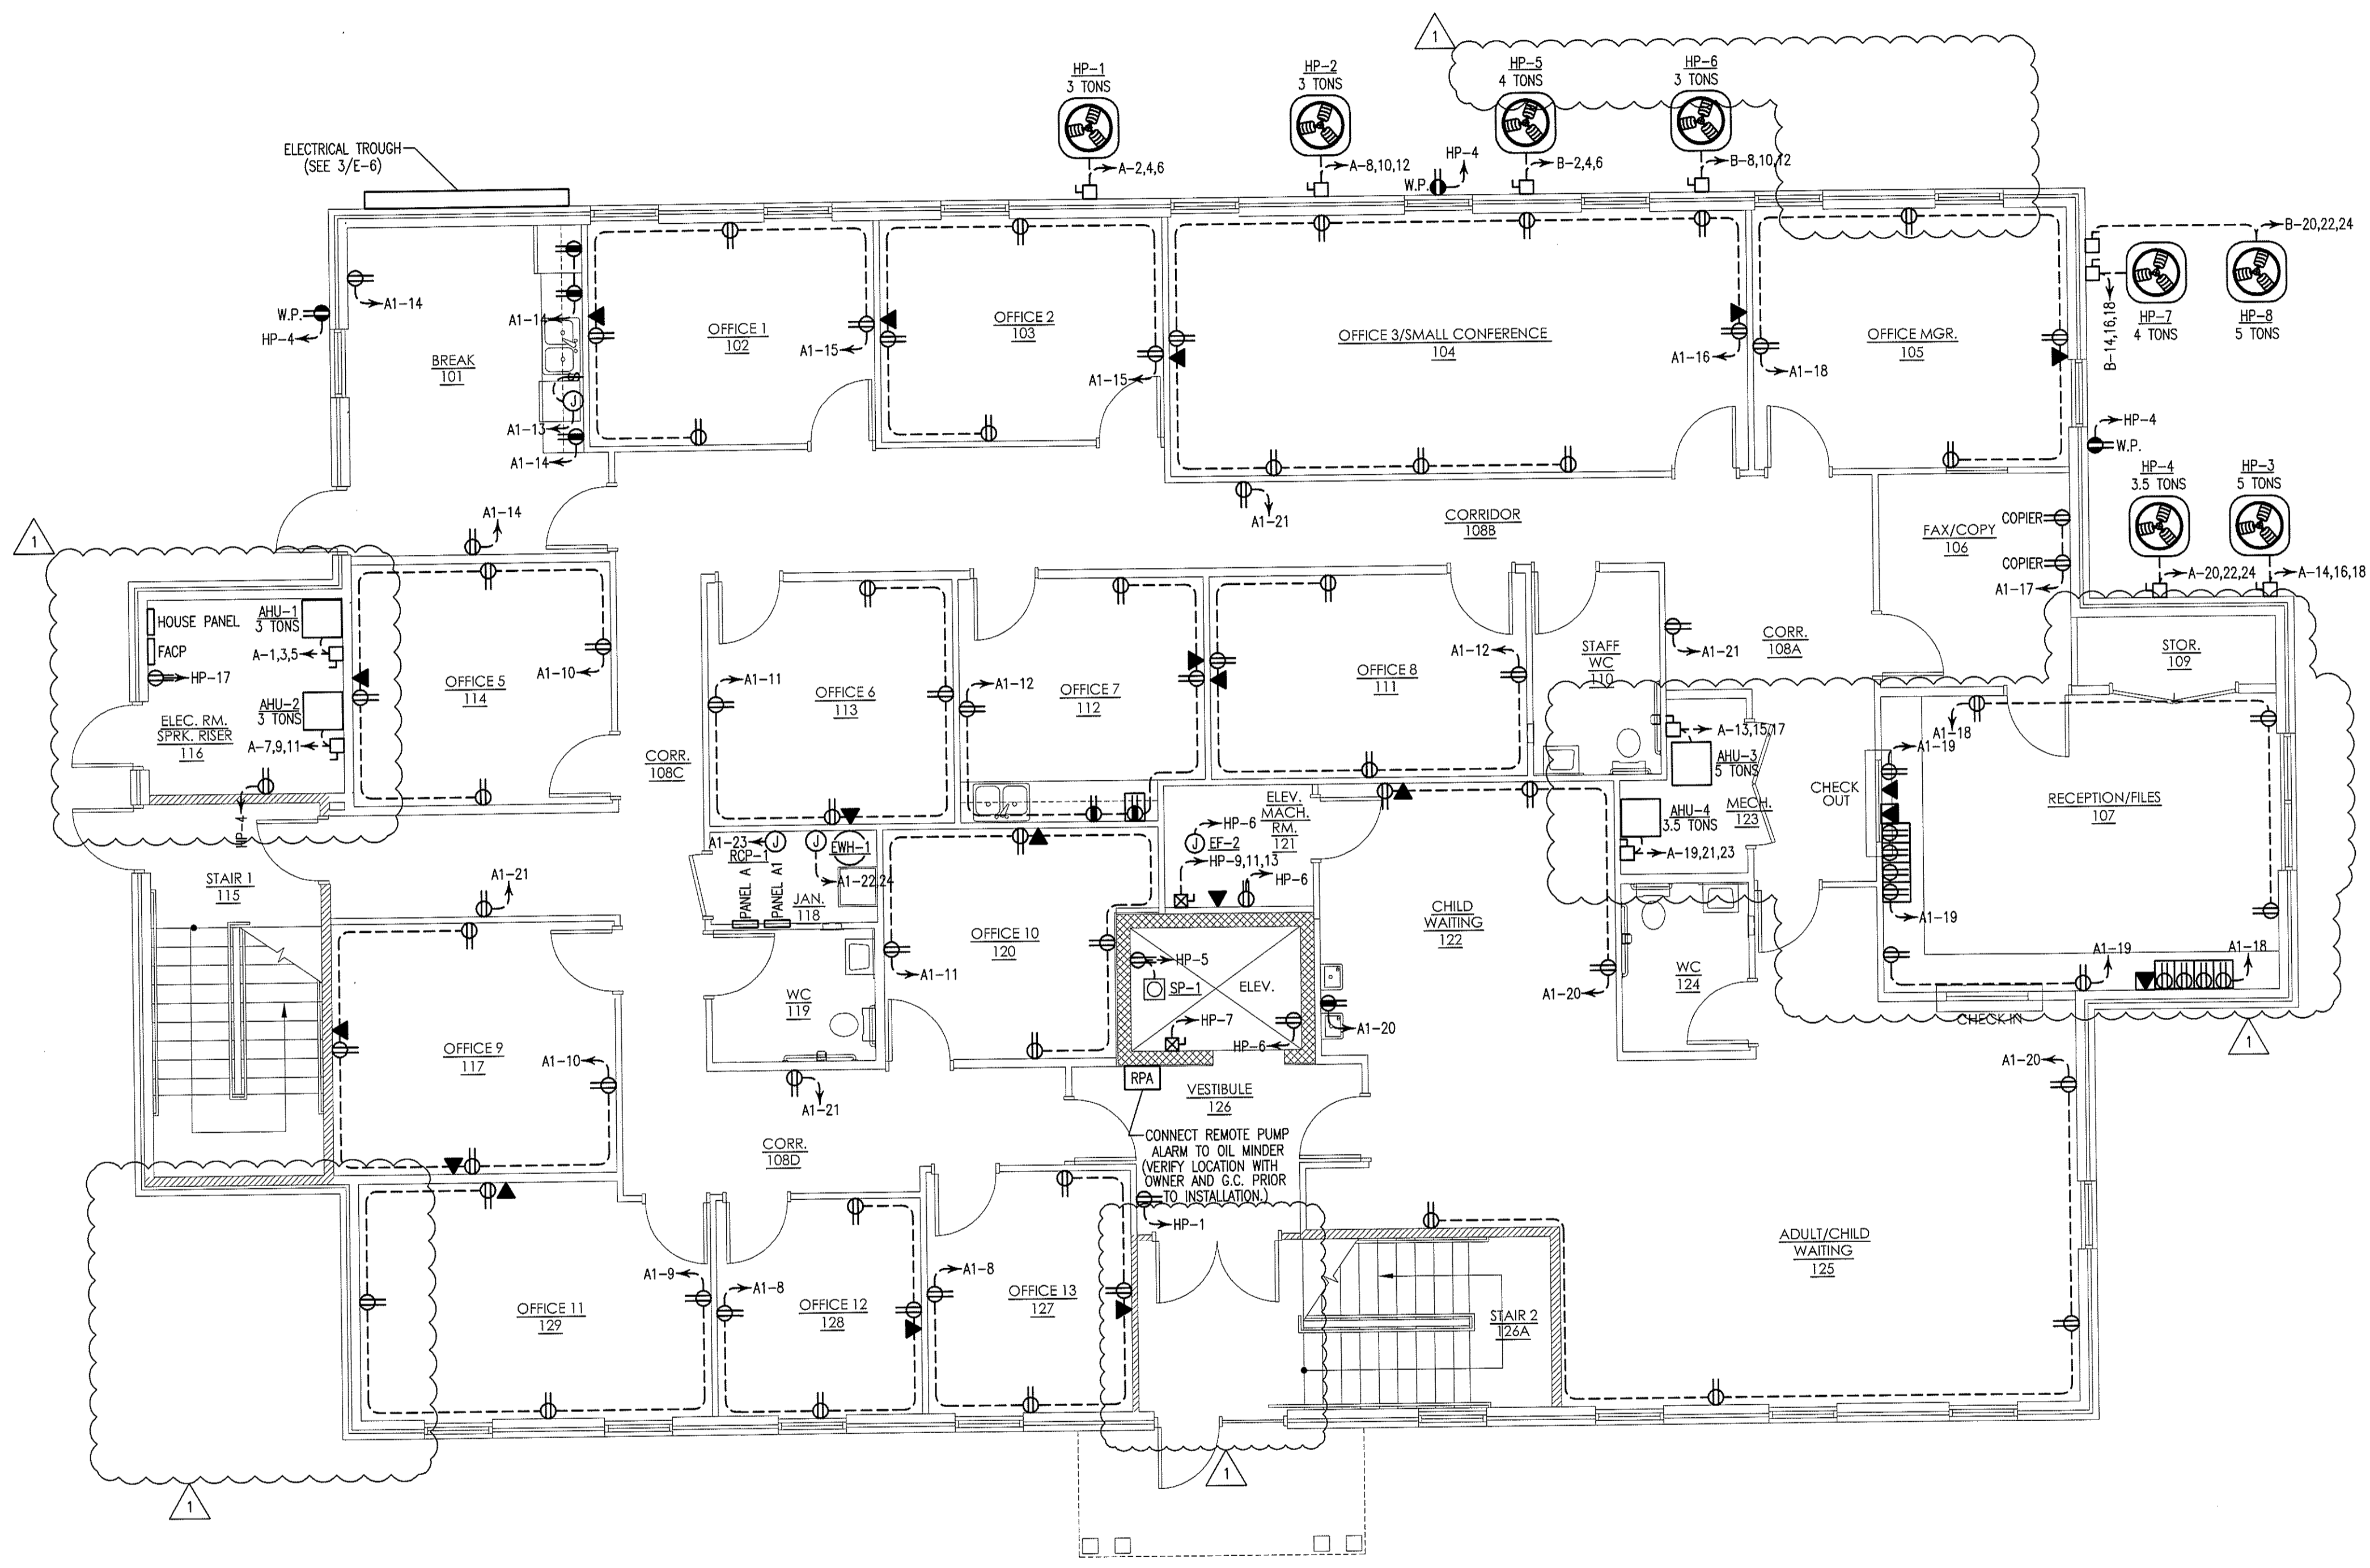 1
HP-1
3 TONS
HP-2
3 TONS
HP-5
4 TONS
HP-6
3 TONS
ELECTRICAL TROUGH
(SEE 3/E-6)
A-2,4,6
A-8,10,12
HP-4
W.P.
B-2,4,6
B-8,10,12
B-20,22,24
B-14,16,18
HP-7
4 TONS
HP-8
5 TONS
A1-14
W.P.
HP-4
A1-14
BREAK
101
A1-13
A1-14
OFFICE 1
102
A1-15
OFFICE 2
103
A1-15
OFFICE 3/SMALL CONFERENCE
104
A1-16
OFFICE MGR.
105
A1-18
HP-4
W.P.
HP-4
3.5 TONS
HP-3
5 TONS
A-20,22,24
A-14,16,18
A1-14
A1-21
CORRIDOR
108B
COPIER
FAX/COPY
106
COPIER
A1-17
1
HOUSE PANEL
FACP
HP-17
AHU-1
3 TONS
A-1,3,5
AHU-2
3 TONS
A-7,9,11
ELEC. RM.
SPRK. RISER
116
HP-4
OFFICE 5
114
A1-10
CORR.
108C
A1-11
OFFICE 6
113
A1-12
OFFICE 7
112
OFFICE 8
111
A1-12
STAFF
WC
110
A1-21
CORR.
108A
STOR.
109
A-13,15,17
AHU-3
5 TONS
AHU-4
3.5 TONS
MECH.
123
A-19,21,23
CHECK
OUT
A1-18
A1-19
RECEPTION/FILES
107
A1-19
A1-19
A1-18
CHECK IN
1
STAIR 1
115
A1-21
A1-23
RCP-1
EWH-1
A1-22,24
PANEL A
PANEL A1
JAN.
118
ELEV.
MACH.
RM.
121
HP-6
EF-2
HP-9,11,13
HP-6
OFFICE 10
120
A1-11
HP-5
SP-1
ELEV.
HP-7
HP-6
CHILD
WAITING
122
A1-20
A1-20
WC
124
WC
119
A1-21
OFFICE 9
117
A1-10
RPA
VESTIBULE
126
CONNECT REMOTE PUMP
ALARM TO OIL MINDER
(VERIFY LOCATION WITH
OWNER AND G.C. PRIOR
TO INSTALLATION.)
HP-1
CORR.
108D
A1-20
ADULT/CHILD
WAITING
125
STAIR 2
126A
A1-9
OFFICE 11
129
A1-8
OFFICE 12
128
A1-8
OFFICE 13
127
1
1
J
J
J
J
S